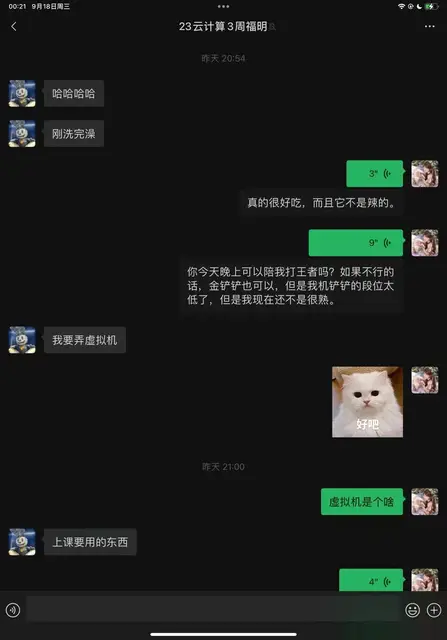 00:21 9月18日周三
23云计算3周福明
昨天 20:54
哈哈哈哈
刚洗完澡
3"
真的很好吃，而且它不是辣的。
9"
你今天晚上可以陪我打王者吗？如果不行的
话，金铲铲也可以，但是我机铲铲的段位太
低了，但是我现在还不是很熟。
我要弄虚拟机
好吧
昨天 21:00
虚拟机是个啥
上课要用的东西
4"